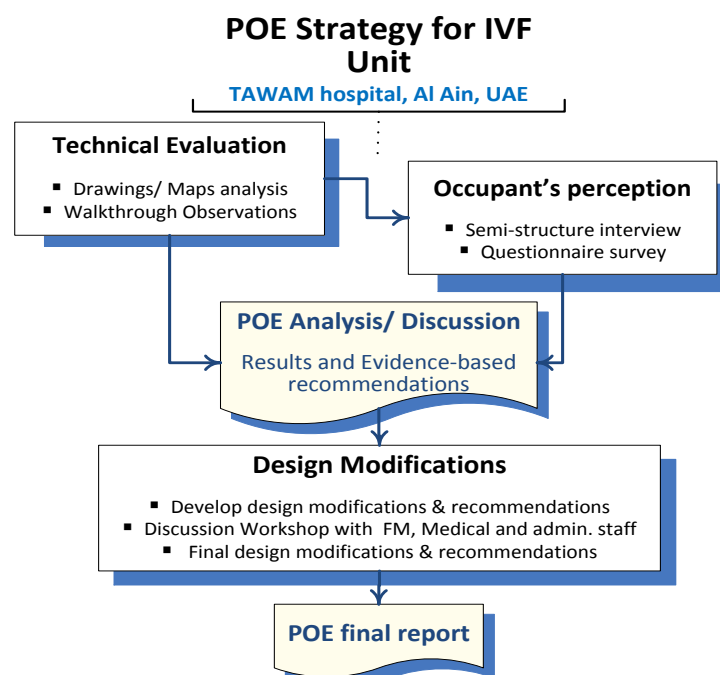 POE Strategy for IVF
Unit
TAWAM hospital, Al Ain, UAE
Technical Evaluation
▪ Drawings/ Maps analysis
▪ Walkthrough Observations
Occupant's perception
▪ Semi-structure interview
▪ Questionnaire survey
POE Analysis/ Discussion
Results and Evidence-based
recommendations
Design Modifications
▪ Develop design modifications & recommendations
▪ Discussion Workshop with FM, Medical and admin. staff
▪ Final design modifications & recommendations
POE final report